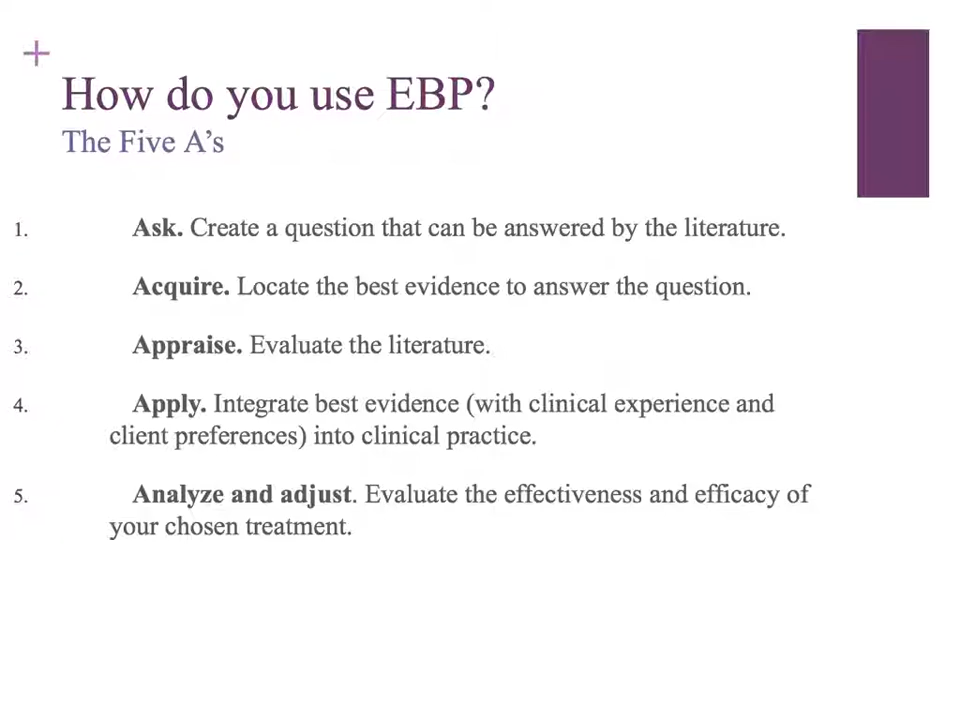 +
How do you use EBP?
The Five A’s
1. Ask. Create a question that can be answered by the literature.
2. Acquire. Locate the best evidence to answer the question.
3. Appraise. Evaluate the literature.
4. Apply. Integrate best evidence (with clinical experience and
client preferences) into clinical practice.
5. Analyze and adjust. Evaluate the effectiveness and efficacy of
your chosen treatment.